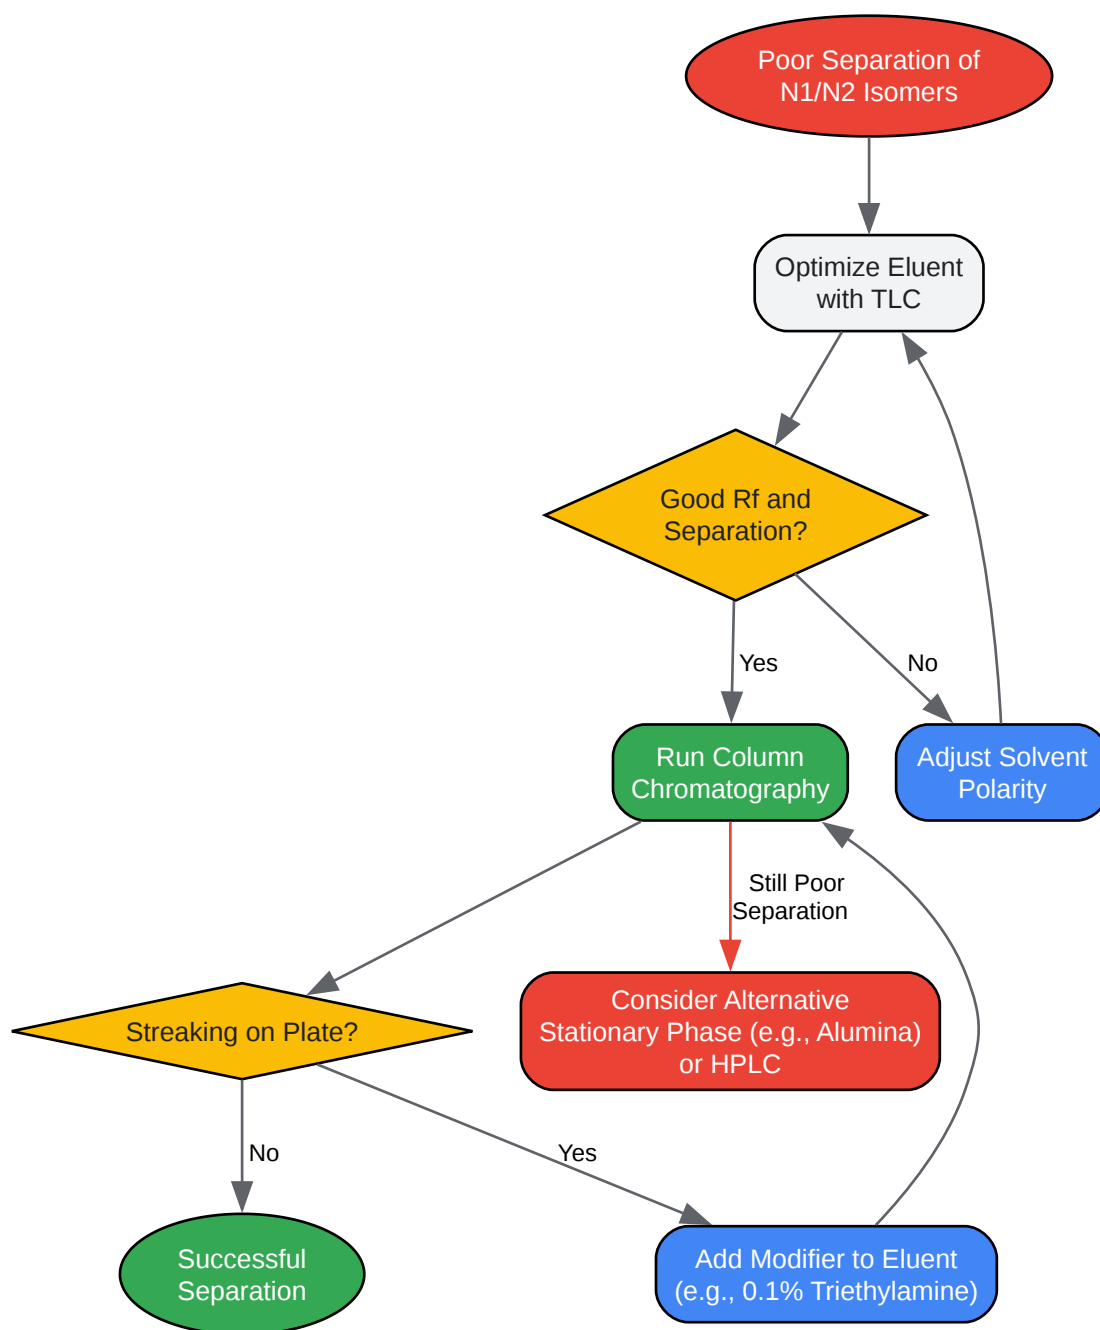 Poor Separation of
N1/N2 Isomers
Optimize Eluent
with TLC
Good Rf and
Separation?
Yes
No
Run Column
Chromatography
Adjust Solvent
Polarity
Still Poor
Separation
Streaking on Plate?
Consider Alternative
Stationary Phase (e.g., Alumina)
or HPLC
No
Yes
Successful
Separation
Add Modifier to Eluent
(e.g., 0.1% Triethylamine)